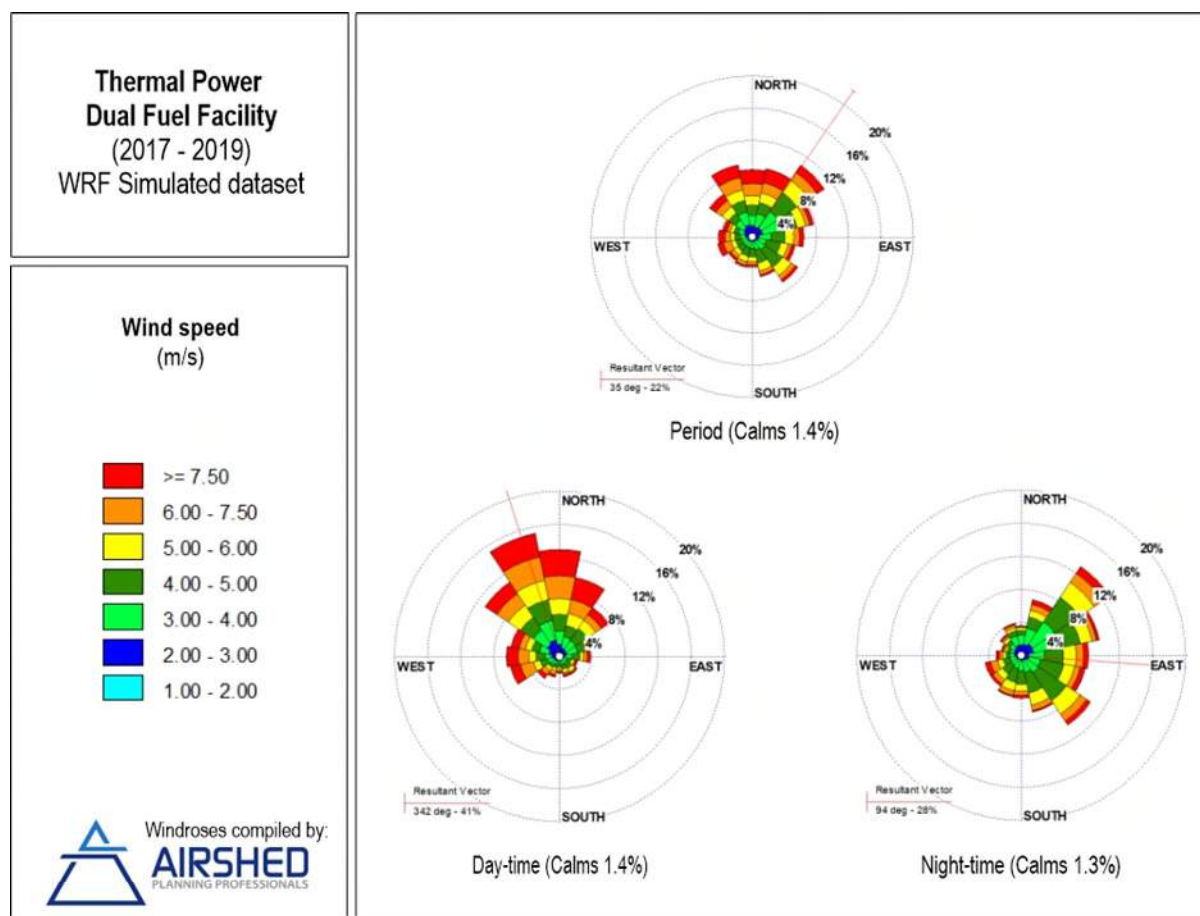 Thermal Power
Dual Fuel Facility
(2017 - 2019)
WRF Simulated dataset
Wind speed
(m/s)
>= 7.50
6.00 - 7.50
5.00 - 6.00
4.00 - 5.00
3.00 - 4.00
2.00 - 3.00
1.00 - 2.00
Windroses compiled by:
AIRSHED
PLANNING PROFESSIONALS
NORTH
20%
16%
12%
8%
4%
WEST
EAST
Resultant Vector
35 deg - 22%
SOUTH
Period (Calms 1.4%)
NORTH
20%
16%
12%
8%
4%
WEST
EAST
Resultant Vector
342 deg - 41%
SOUTH
Day-time (Calms 1.4%)
NORTH
20%
16%
12%
8%
4%
WEST
EAST
Resultant Vector
94 deg - 28%
SOUTH
Night-time (Calms 1.3%)